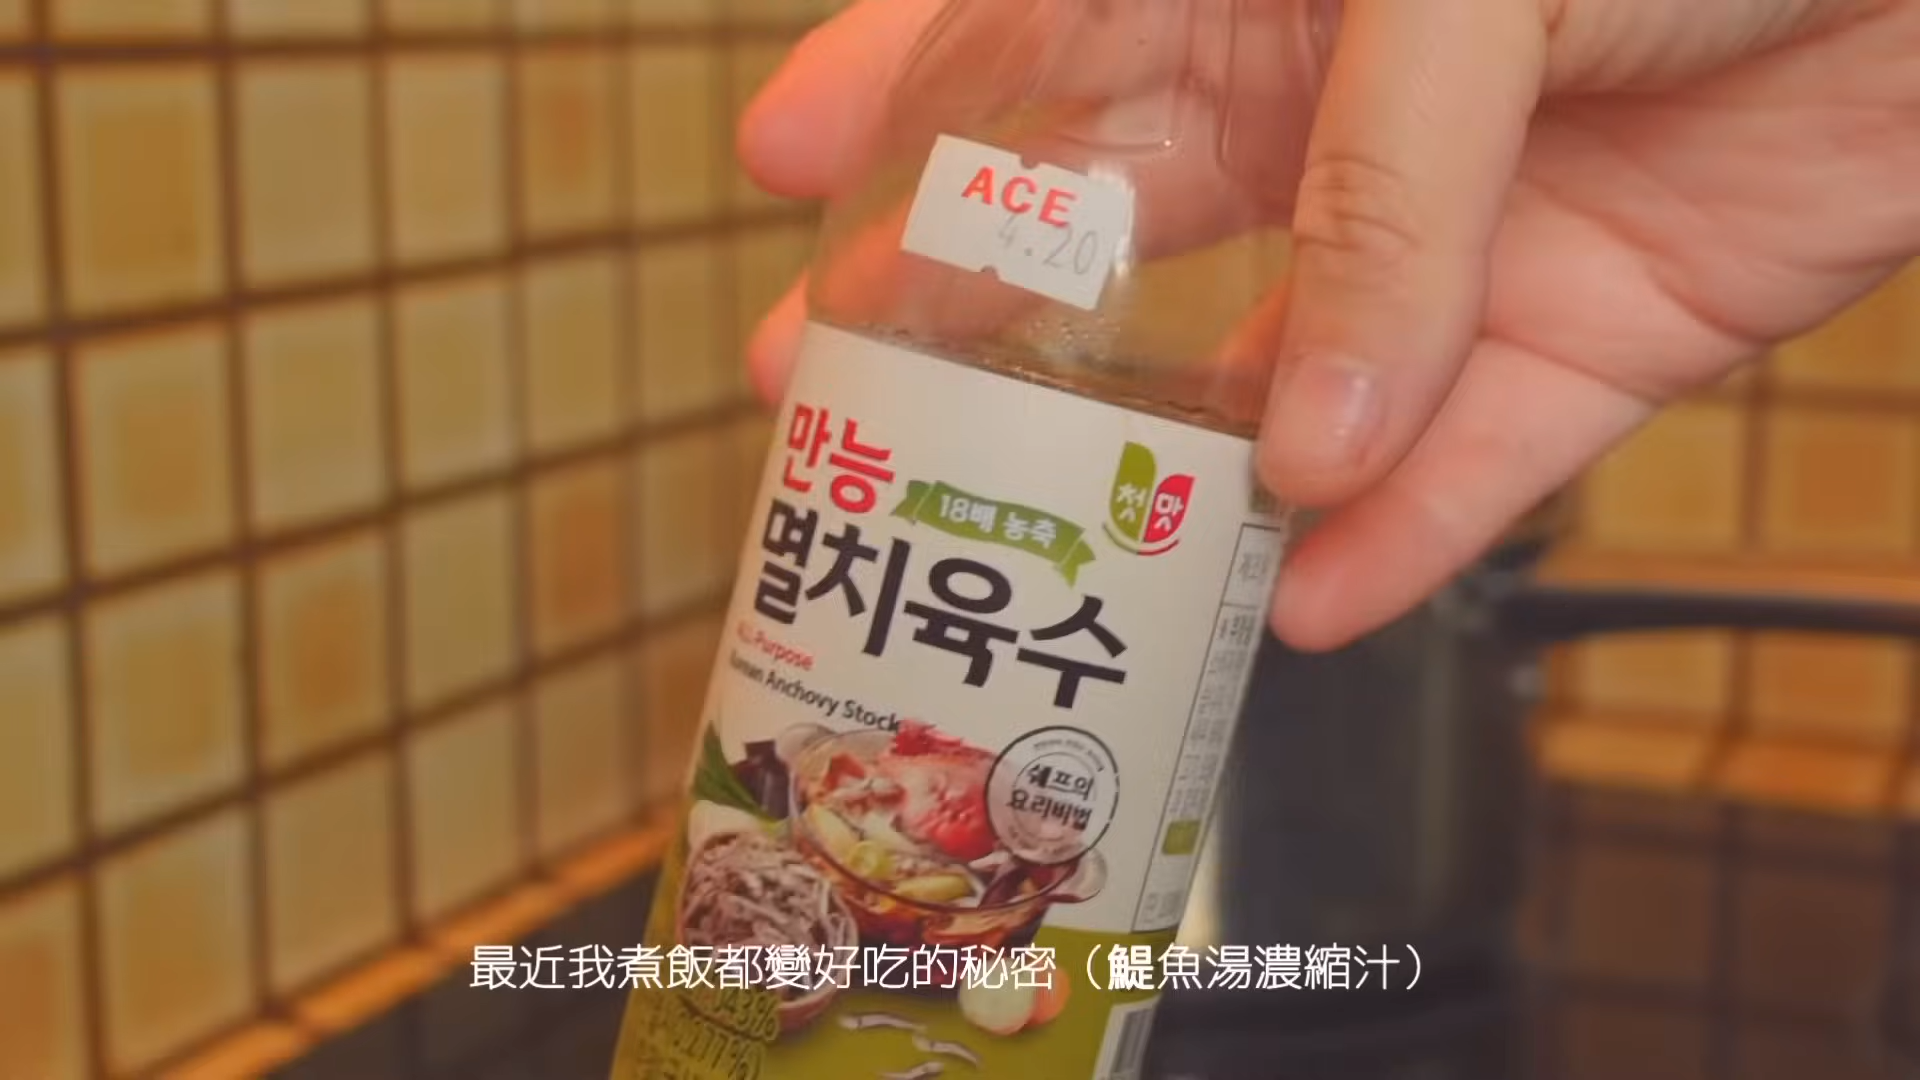 ACE
4.20
만능
18배 농축
첫맛
멸치육수
All-Purpose
Korean Anchovy Stock
쉐프의
요리비법
最近我煮飯都變好吃的秘密（鯷魚湯濃縮汁）